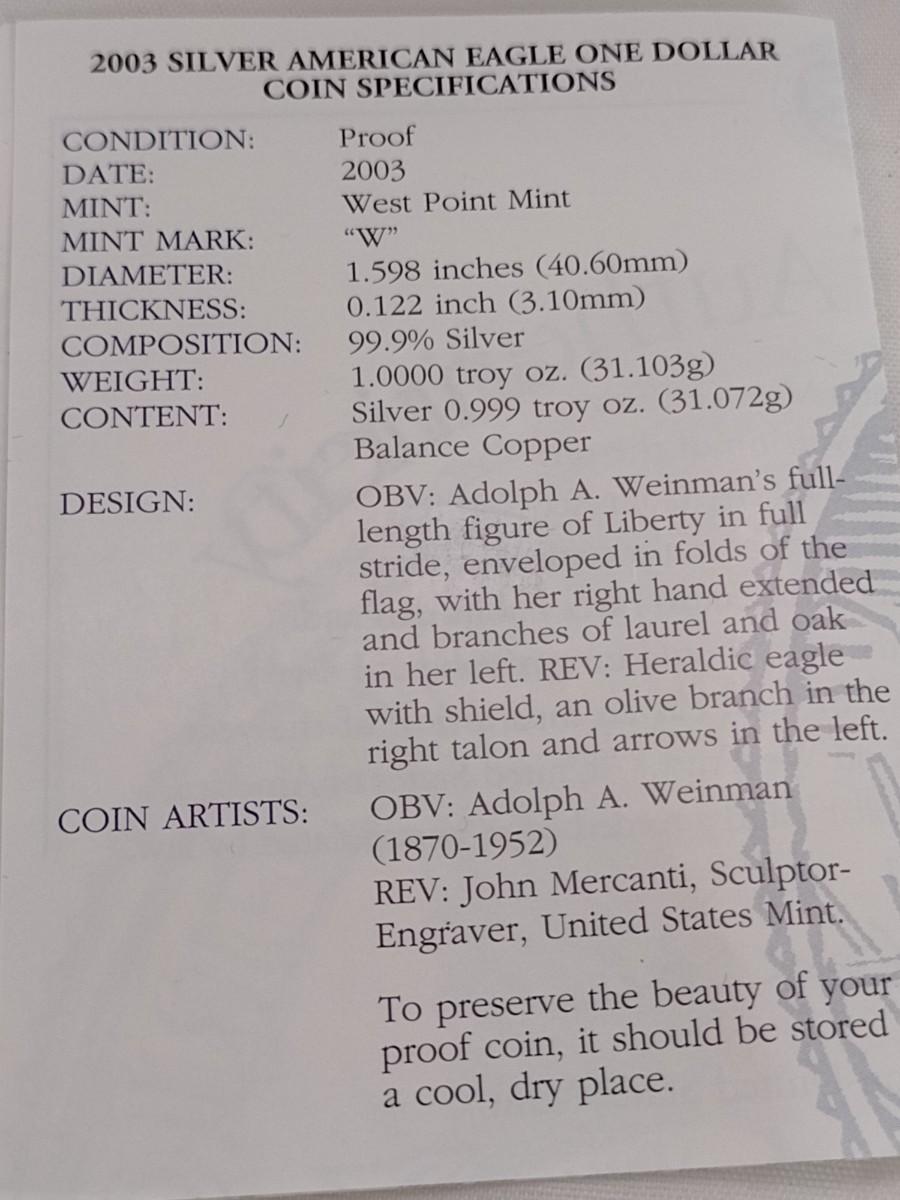 2003 SILVER AMERICAN EAGLE ONE DOLLAR
COIN SPECIFICATIONS
CONDITION: Proof
DATE: 2003
MINT: West Point Mint
MINT MARK: “W”
DIAMETER: 1.598 inches (40.60mm)
THICKNESS: 0.122 inch (3.10mm)
COMPOSITION: 99.9% Silver
WEIGHT: 1.0000 troy oz. (31.103g)
CONTENT: Silver 0.999 troy oz. (31.072g)
Balance Copper
DESIGN: OBV: Adolph A. Weinman’s full-
length figure of Liberty in full
stride, enveloped in folds of the
flag, with her right hand extended
and branches of laurel and oak
in her left. REV: Heraldic eagle
with shield, an olive branch in the
right talon and arrows in the left.
COIN ARTISTS: OBV: Adolph A. Weinman
(1870-1952)
REV: John Mercanti, Sculptor-
Engraver, United States Mint.
To preserve the beauty of your
proof coin, it should be stored
a cool, dry place.